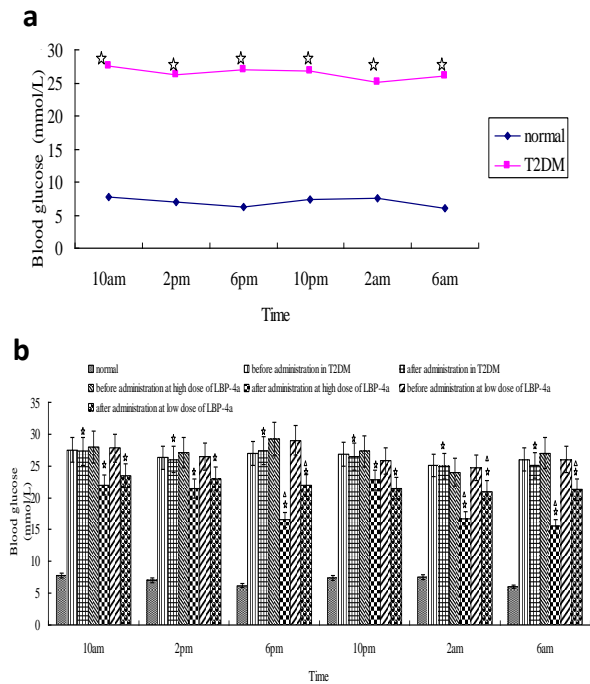 a
Blood glucose (mmol/L)
30
25
20
15
10
5
0
10am 2pm 6pm 10pm 2am 6am
Time
normal
T2DM
b
normal before administration in T2DM after administration in T2DM
before administration at high dose of LBP-4a after administration at high dose of LBP-4a before administration at low dose of LBP-4a
after administration at low dose of LBP-4a
Blood glucose
(mmL/L)
35
30
25
20
15
10
5
0
10am 2pm 6pm 10pm 2am 6am
Time